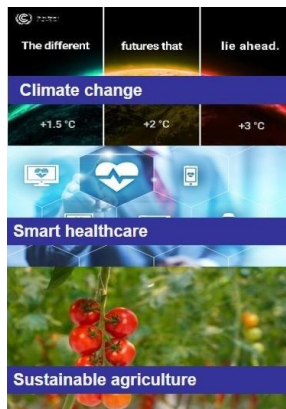 The different futures that lie ahead.
Climate change
+1.5 °C +2 °C +3 °C
Smart healthcare
Sustainable agriculture